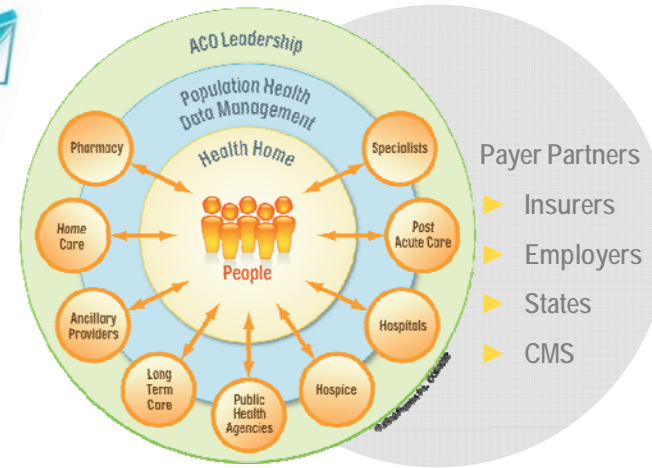 ACO Leadership
Population Health
Data Management
Health Home
People
Pharmacy
Specialists
Home
Care
Post
Acute Care
Ancillary
Providers
Hospitals
Long
Term
Care
Public
Health
Agencies
Hospice
Payer Partners
Insurers
Employers
States
CMS